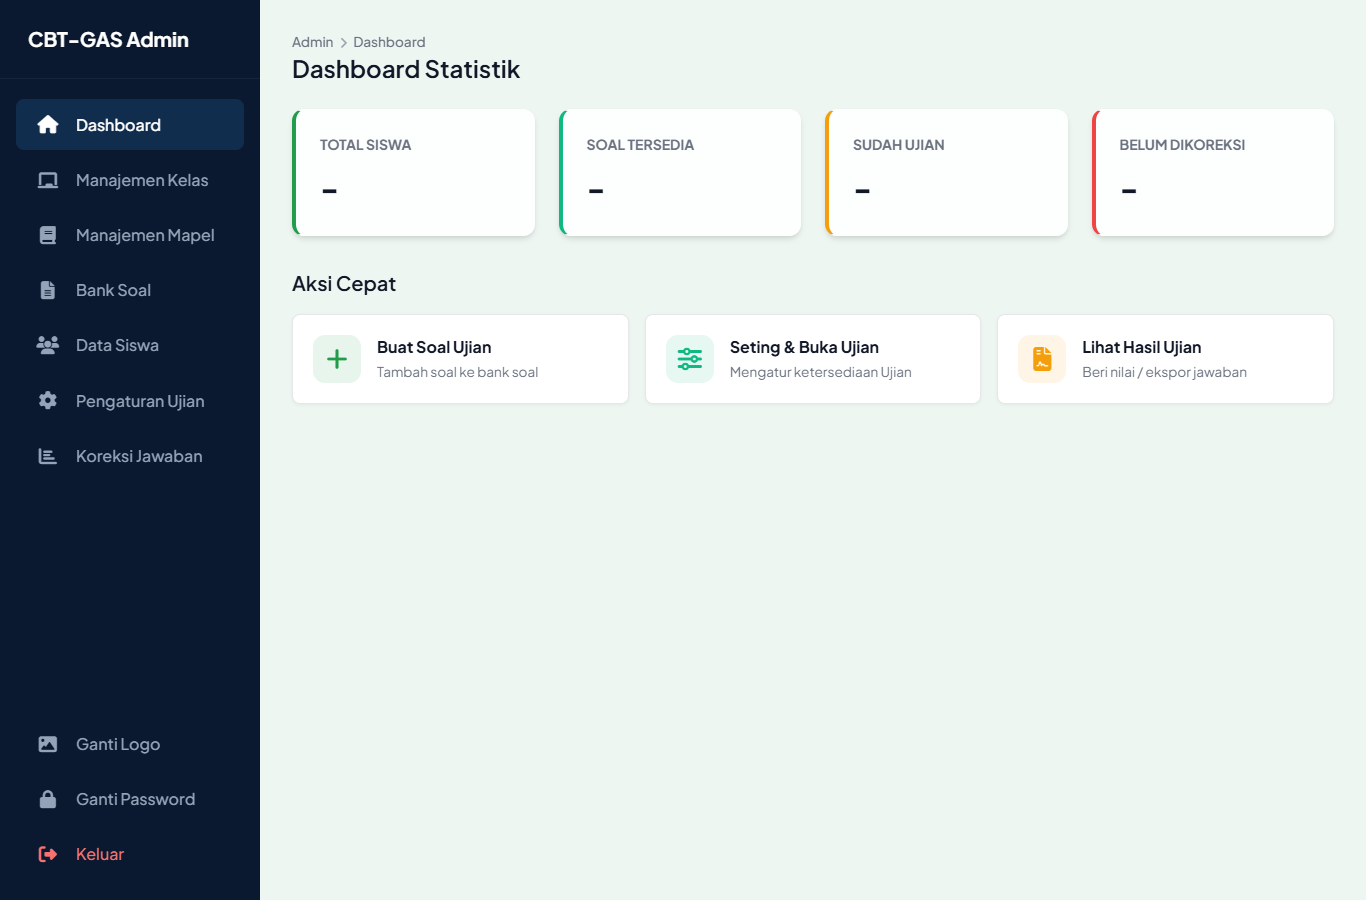 CBT-GAS Admin
Dashboard
Manajemen Kelas
Manajemen Mapel
Bank Soal
Data Siswa
Pengaturan Ujian
Koreksi Jawaban
Ganti Logo
Ganti Password
Keluar
Admin > Dashboard
Dashboard Statistik
TOTAL SISWA
-
SOAL TERSEDIA
-
SUDAH UJIAN
-
BELUM DIKOREKSI
-
Aksi Cepat
Buat Soal Ujian
Tambah soal ke bank soal
Seting & Buka Ujian
Mengatur ketersediaan Ujian
Lihat Hasil Ujian
Beri nilai / ekspor jawaban